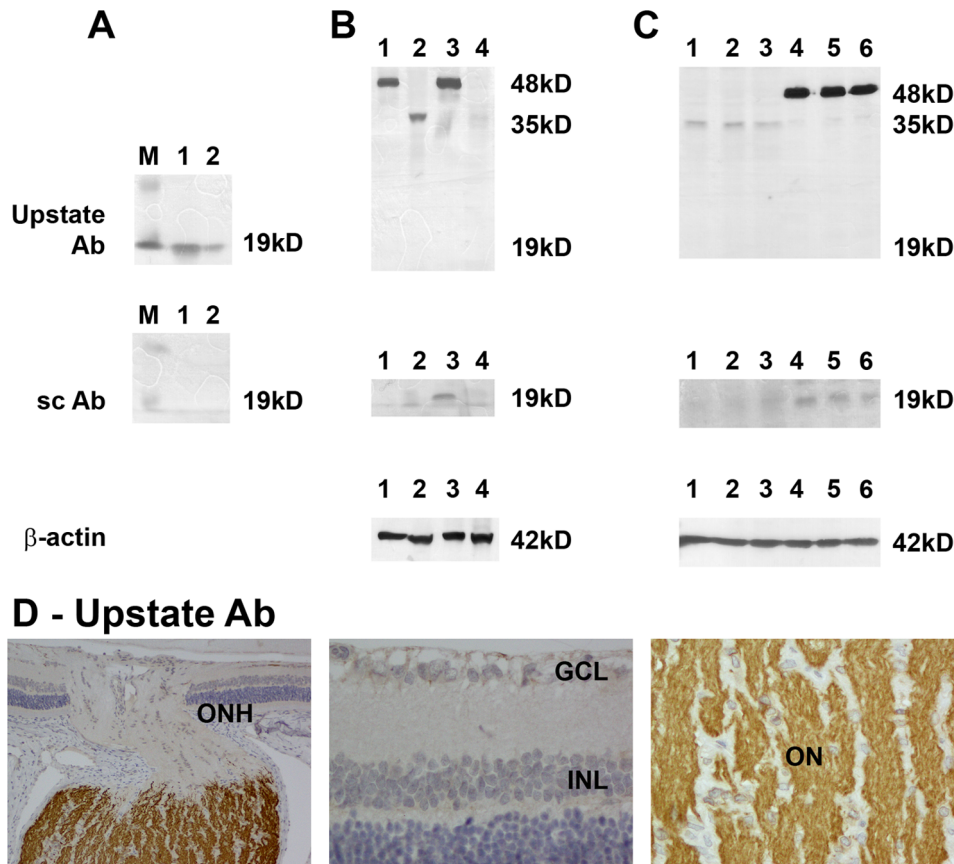 A
B
C
1 2 3 4
48kD
35kD
19kD
1 2 3 4 5 6
48kD
35kD
19kD
M 1 2
Upstate
Ab
19kD
M 1 2
sc Ab
19kD
1 2 3 4
19kD
1 2 3 4 5 6
19kD
β-actin
1 2 3 4
42kD
1 2 3 4 5 6
42kD
D - Upstate Ab
ONH
GCL
INL
ON